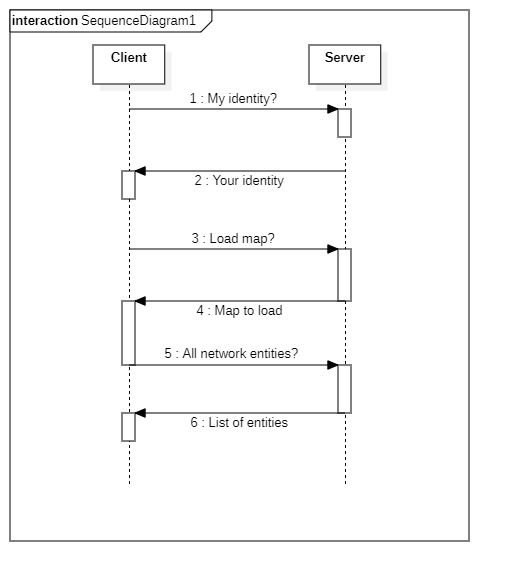 interaction SequenceDiagram1
Client
Server
1 : My identity?
2 : Your identity
3 : Load map?
4 : Map to load
5 : All network entities?
6 : List of entities